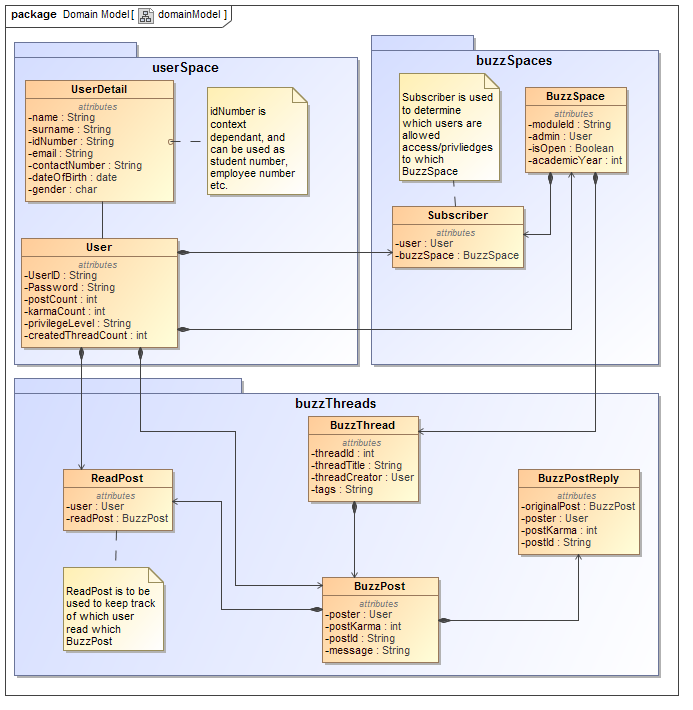 package Domain Model[ domainModel ]
userSpace
UserDetail
attributes
-name : String
-surname : String
-idNumber : String
-email : String
-contactNumber : String
-dateOfBirth : date
-gender : char
idNumber is
context
dependant, and
can be used as
student number,
employee number
etc.
User
attributes
-UserID : String
-Password : String
-postCount : int
-karmaCount : int
-privilegeLevel : String
-createdThreadCount : int
buzzSpaces
Subscriber is used
to determine
which users are
allowed
access/privliedges
to which
BuzzSpace
BuzzSpace
attributes
-moduleId : String
-admin : User
-isOpen : Boolean
-academicYear : int
Subscriber
attributes
-user : User
-buzzSpace : BuzzSpace
buzzThreads
BuzzThread
attributes
-threadId : int
-threadTitle : String
-threadCreator : User
-tags : String
ReadPost
attributes
-user : User
-readPost : BuzzPost
BuzzPostReply
attributes
-originalPost : BuzzPost
-poster : User
-postKarma : int
-postId : String
ReadPost is to be
used to keep track
of which user
read which
BuzzPost
BuzzPost
attributes
-poster : User
-postKarma : int
-postId : String
-message : String